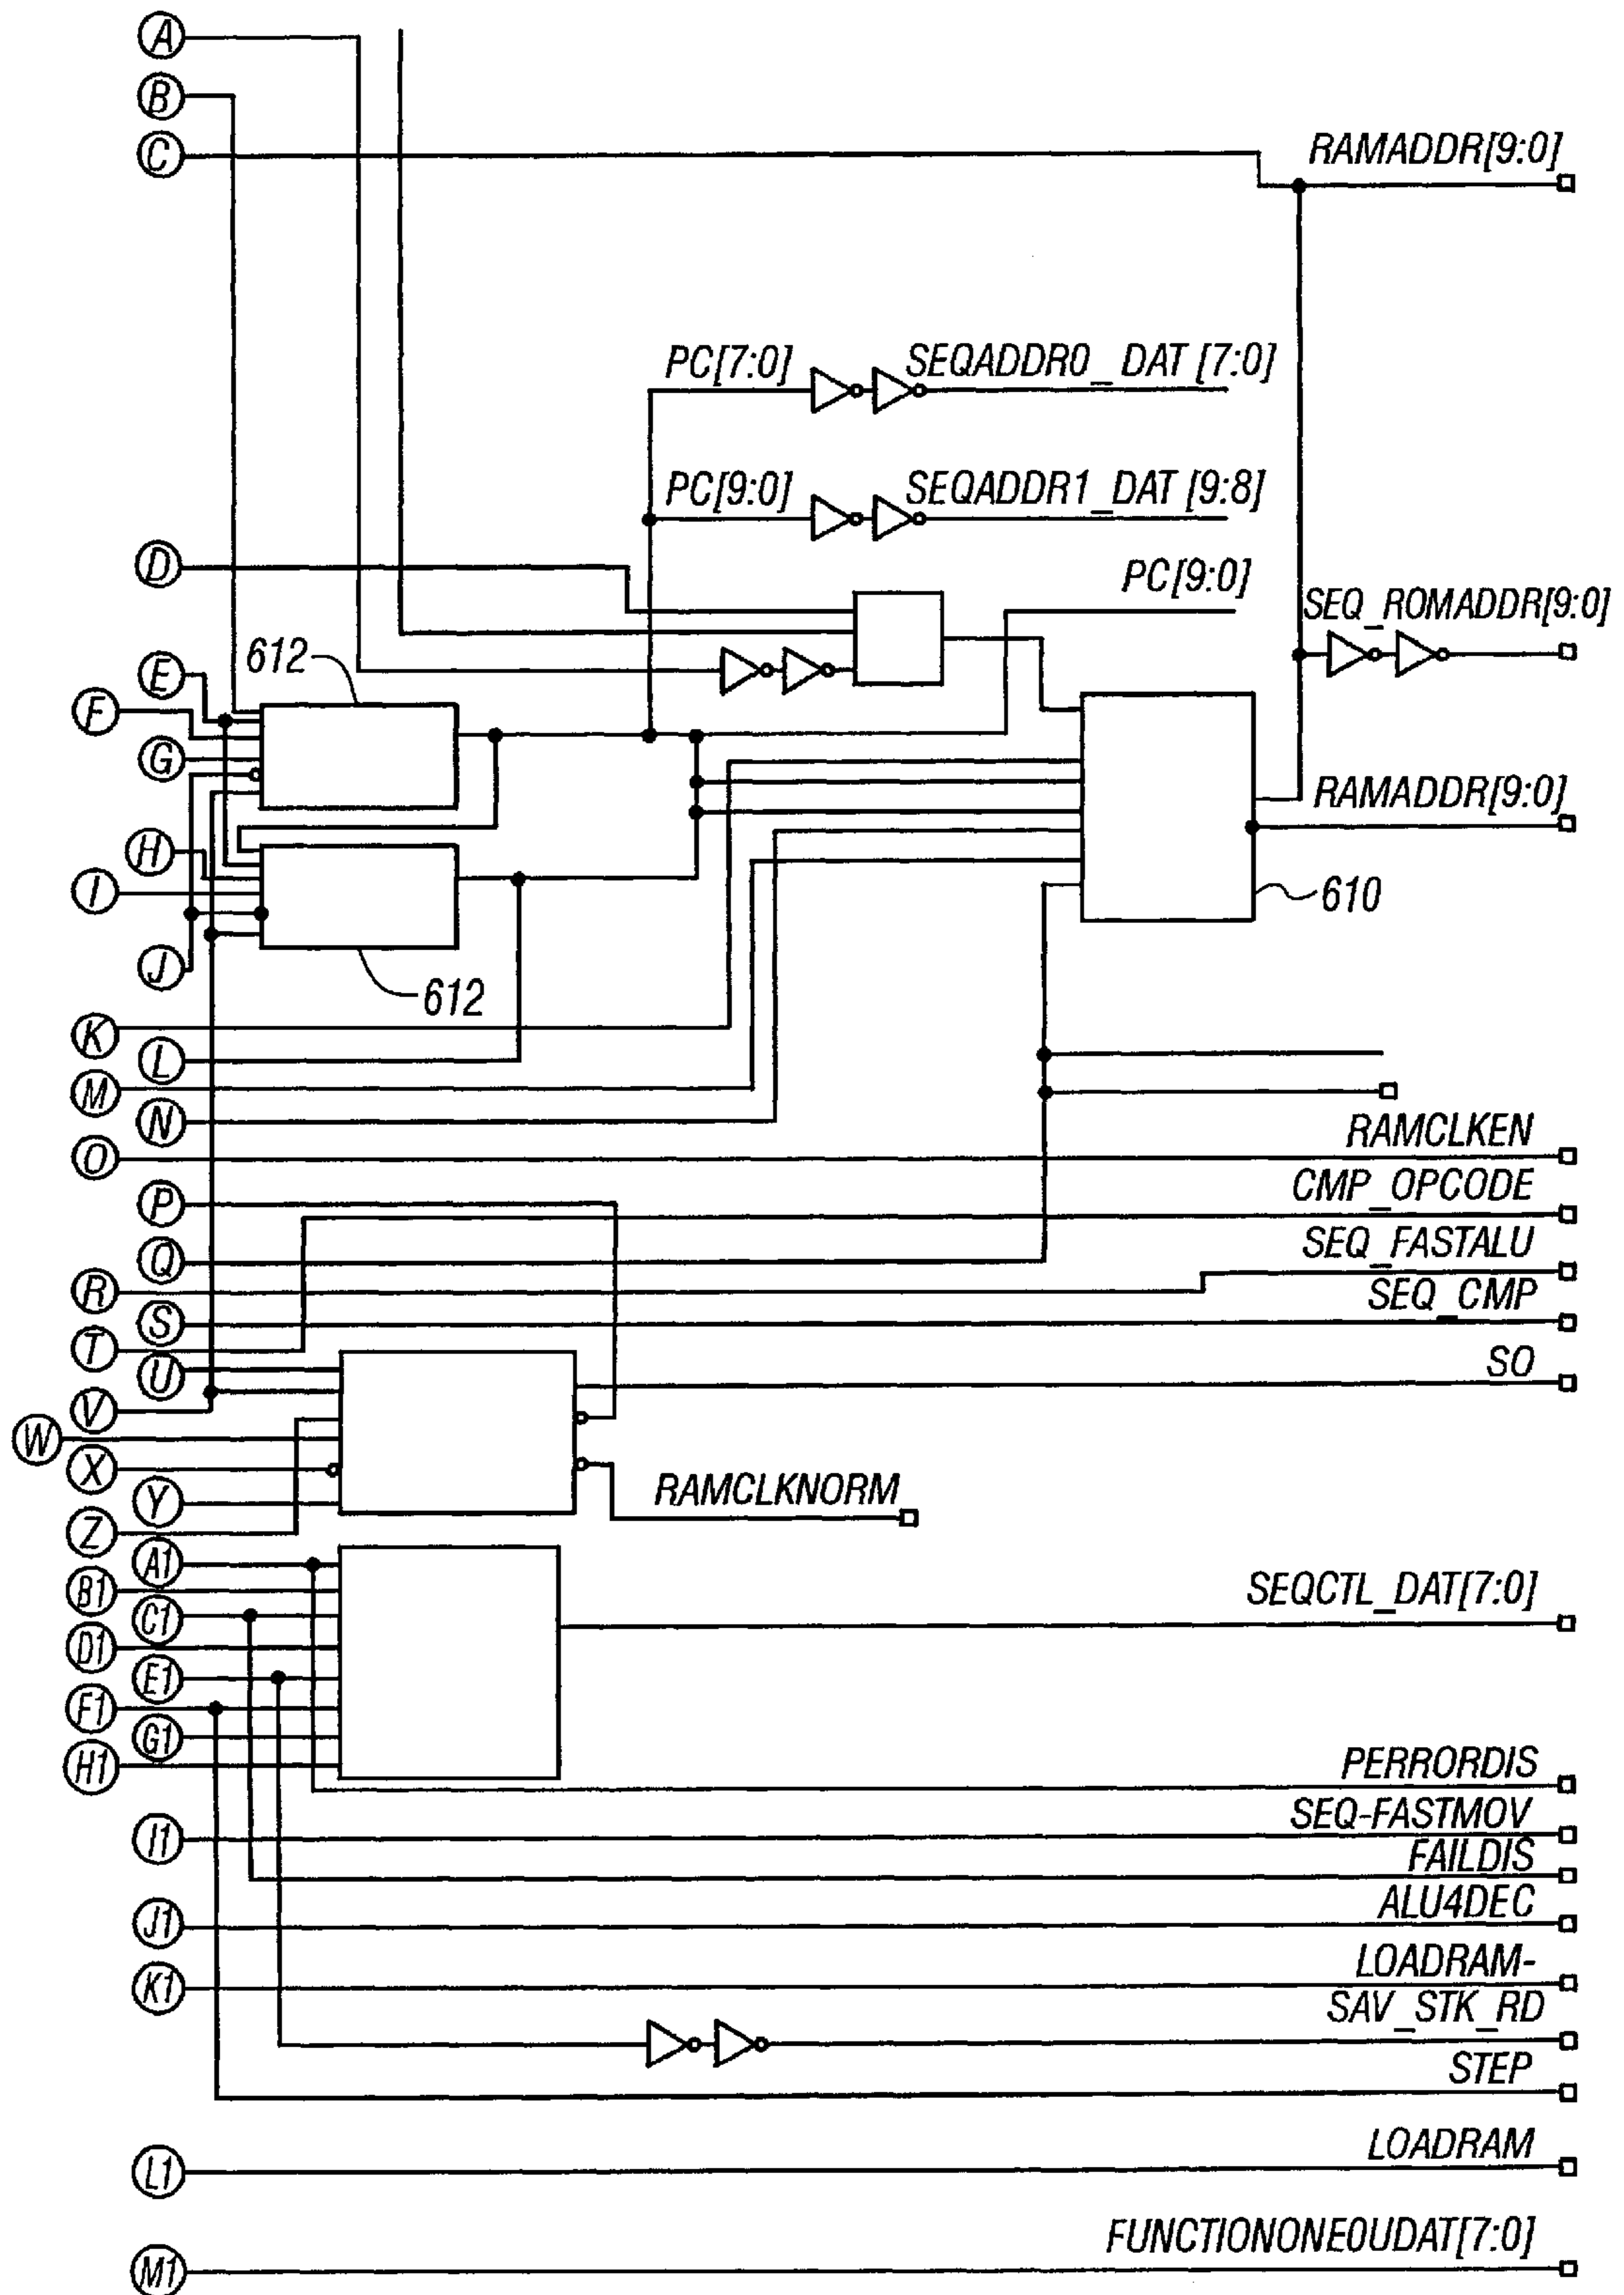 A
B
C
RAMADDR[9:0]
PC[7:0]
SEQADDR0_DAT [7:0]
PC[9:0]
SEQADDR1_DAT [9:8]
D
PC[9:0]
SEQ_ROMADDR[9:0]
E
612
F
G
RAMADDR[9:0]
H
I
610
J
612
K
L
M
N
RAMCLKEN
O
CMP_OPCODE
P
SEQ_FASTALU
Q
R
SEQ_CMP
S
T
SO
U
V
W
X
RAMCLKNORM
Y
Z
A1
B1
SEQCTL_DAT[7:0]
C1
D1
E1
F1
G1
H1
PERRORDIS
SEQ-FASTMOV
I1
FAILDIS
ALU4DEC
J1
LOADRAM-
K1
SAV_STK_RD
STEP
LOADRAM
L1
FUNCTIONONE0UDAT[7:0]
M1